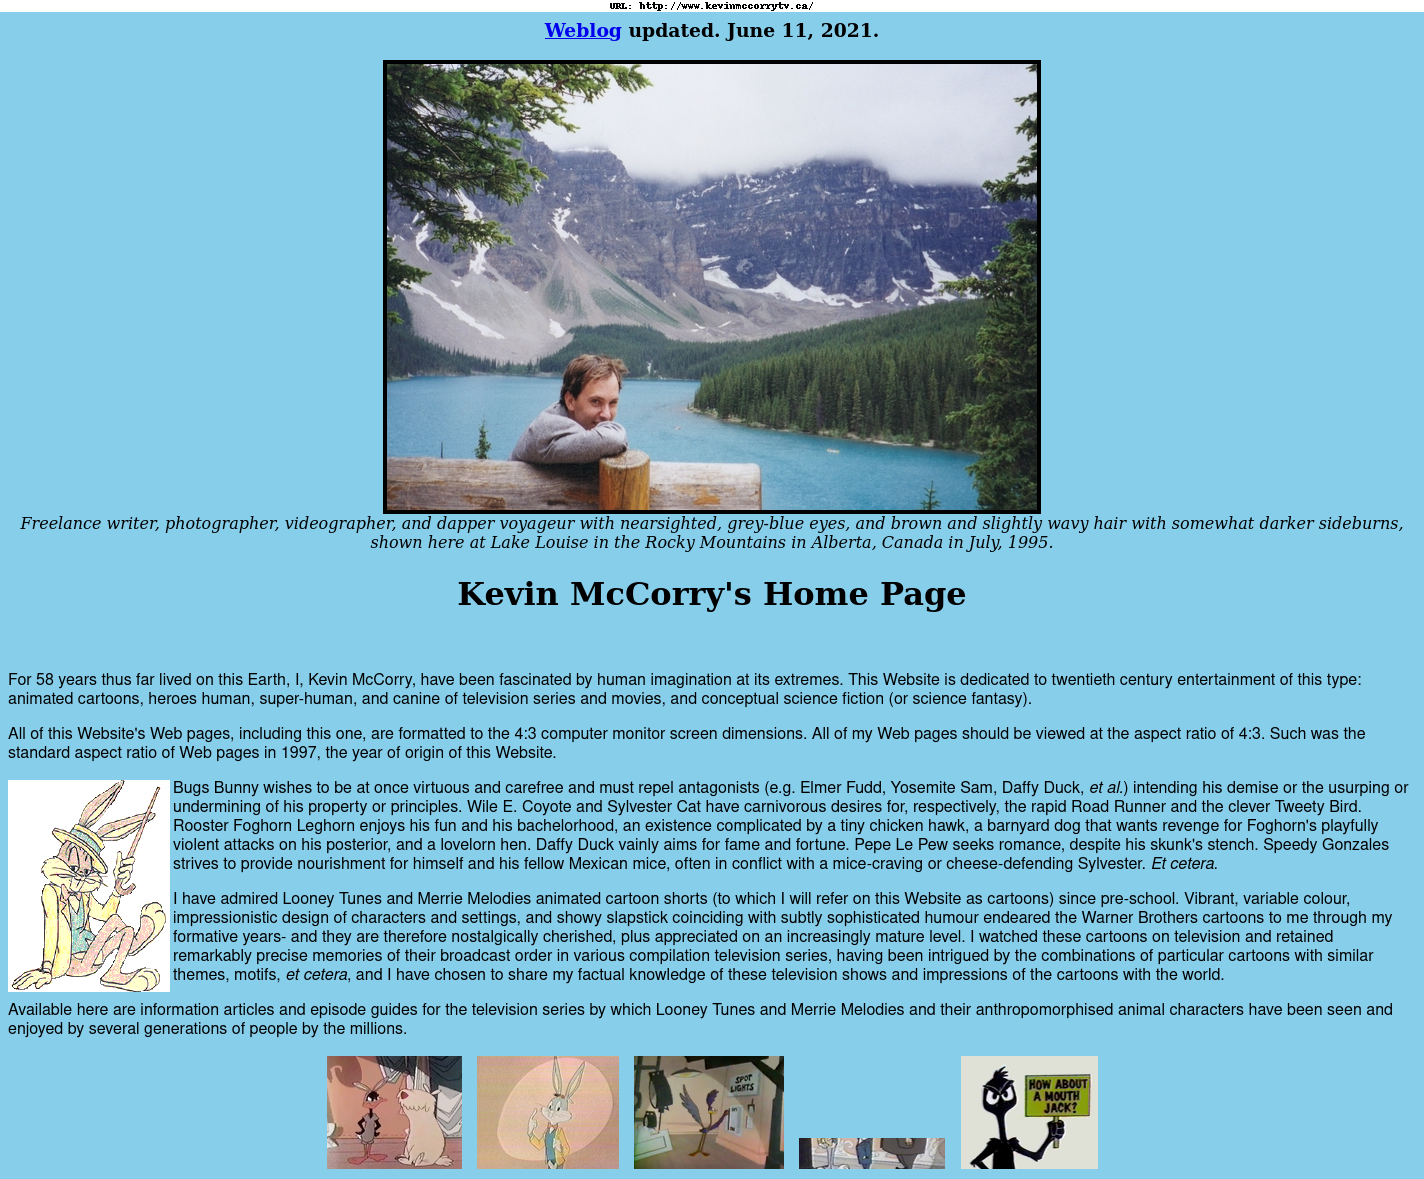 URL: http://www.kevinmccorrytv.ca/
Weblog updated. June 11, 2021.
Freelance writer, photographer, videographer, and dapper voyageur with nearsighted, grey-blue eyes, and brown and slightly wavy hair with somewhat darker sideburns,
shown here at Lake Louise in the Rocky Mountains in Alberta, Canada in July, 1995.
Kevin McCorry's Home Page
For 58 years thus far lived on this Earth, I, Kevin McCorry, have been fascinated by human imagination at its extremes. This Website is dedicated to twentieth century entertainment of this type:
animated cartoons, heroes human, super-human, and canine of television series and movies, and conceptual science fiction (or science fantasy).
All of this Website's Web pages, including this one, are formatted to the 4:3 computer monitor screen dimensions. All of my Web pages should be viewed at the aspect ratio of 4:3. Such was the
standard aspect ratio of Web pages in 1997, the year of origin of this Website.
Bugs Bunny wishes to be at once virtuous and carefree and must repel antagonists (e.g. Elmer Fudd, Yosemite Sam, Daffy Duck, et al.) intending his demise or the usurping or
undermining of his property or principles. Wile E. Coyote and Sylvester Cat have carnivorous desires for, respectively, the rapid Road Runner and the clever Tweety Bird.
Rooster Foghorn Leghorn enjoys his fun and his bachelorhood, an existence complicated by a tiny chicken hawk, a barnyard dog that wants revenge for Foghorn's playfully
violent attacks on his posterior, and a lovelorn hen. Daffy Duck vainly aims for fame and fortune. Pepe Le Pew seeks romance, despite his skunk's stench. Speedy Gonzales
strives to provide nourishment for himself and his fellow Mexican mice, often in conflict with a mice-craving or cheese-defending Sylvester. Et cetera.
I have admired Looney Tunes and Merrie Melodies animated cartoon shorts (to which I will refer on this Website as cartoons) since pre-school. Vibrant, variable colour,
impressionistic design of characters and settings, and showy slapstick coinciding with subtly sophisticated humour endeared the Warner Brothers cartoons to me through my
formative years- and they are therefore nostalgically cherished, plus appreciated on an increasingly mature level. I watched these cartoons on television and retained
remarkably precise memories of their broadcast order in various compilation television series, having been intrigued by the combinations of particular cartoons with similar
themes, motifs, et cetera, and I have chosen to share my factual knowledge of these television shows and impressions of the cartoons with the world.
Available here are information articles and episode guides for the television series by which Looney Tunes and Merrie Melodies and their anthropomorphised animal characters have been seen and
enjoyed by several generations of people by the millions.
SPOT
LIGHTS
HOW ABOUT
A MOUTH
JACK?